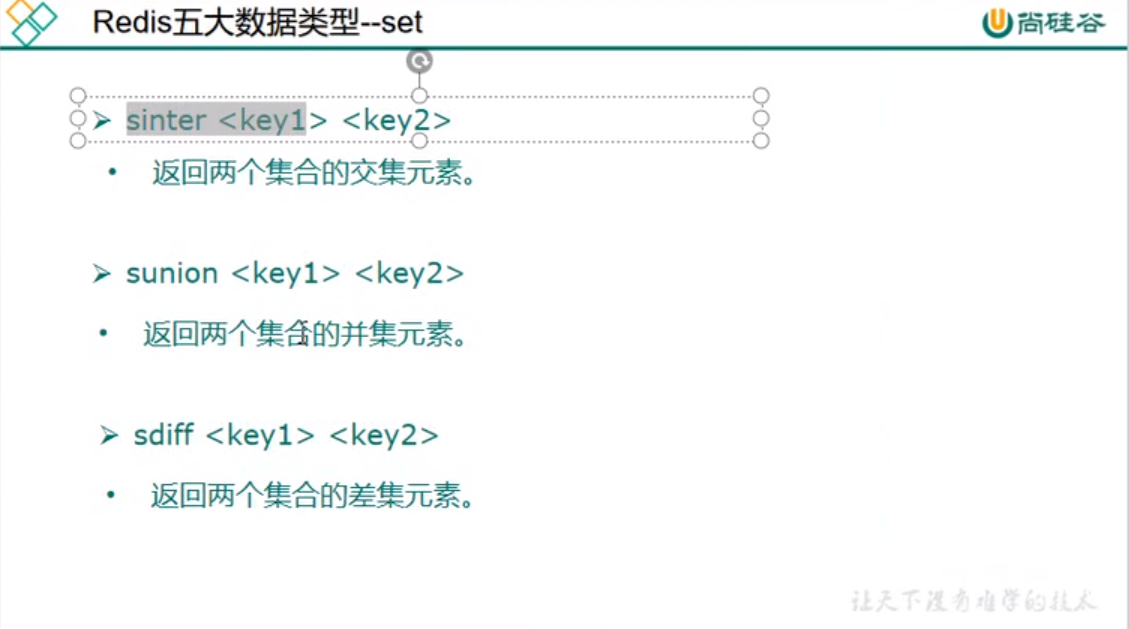 Redis五大数据类型--set
尚硅谷
➢ sinter <key1> <key2>
• 返回两个集合的交集元素。
➢ sunion <key1> <key2>
• 返回两个集合的并集元素。
➢ sdiff <key1> <key2>
• 返回两个集合的差集元素。
让天下没有难学的技术